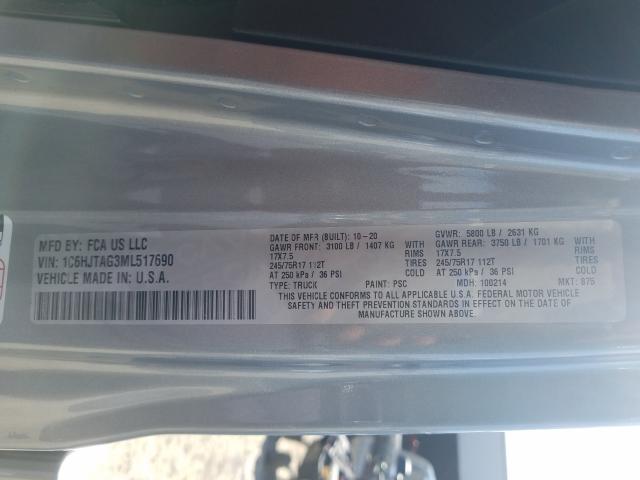 MFD BY: FCA US LLC
VIN: 1C6HJTAG3ML517690
VEHICLE MADE IN U.S.A.
DATE OF MFR (BUILT): 10-20
GAWR FRONT: 3100 LB / 1407 KG WITH
17X7.5 RIMS
245/75R17 112T TIRES
AT 250 kPa / 36 PSI COLD
GVWR: 5800 LB / 2631 KG
GAWR REAR: 3750 LB / 1701 KG WITH
17X7.5 RIMS
245/75R17 112T TIRES
AT 250 kPa / 36 PSI COLD
TYPE: TRUCK PAINT: PSC MDH: 100214 MKT: 875
THIS VEHICLE CONFORMS TO ALL APPLICABLE U.S.A. FEDERAL MOTOR VEHICLE
SAFETY AND THEFT PREVENTION STANDARDS IN EFFECT ON THE DATE OF
MANUFACTURE SHOWN ABOVE.